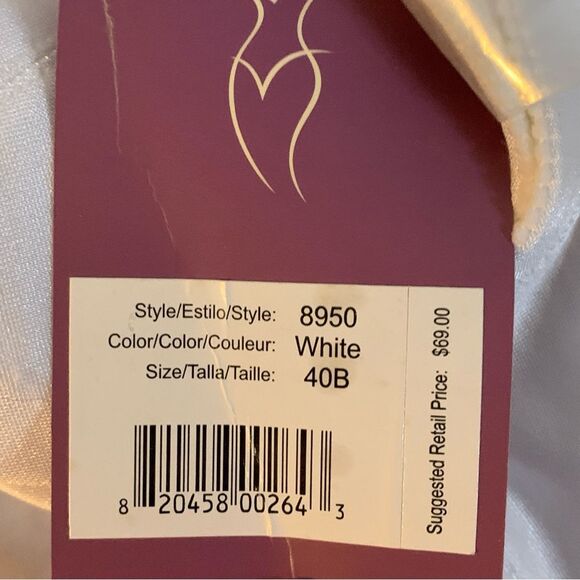 Style/Estilo/Style: 8950
Color/Color/Couleur: White
Size/Talla/Taille: 40B
8 20458 00264 3
Suggested Retail Price: $69.00